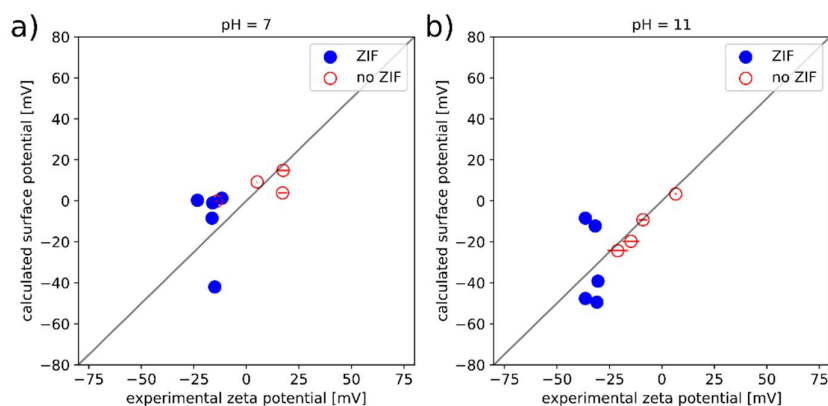 a)
pH = 7
ZIF
no ZIF
calculated surface potential [mV]
80
60
40
20
0
−20
−40
−60
−80
−75
−50
−25
0
25
50
75
experimental zeta potential [mV]
b)
pH = 11
ZIF
no ZIF
calculated surface potential [mV]
80
60
40
20
0
−20
−40
−60
−80
−75
−50
−25
0
25
50
75
experimental zeta potential [mV]